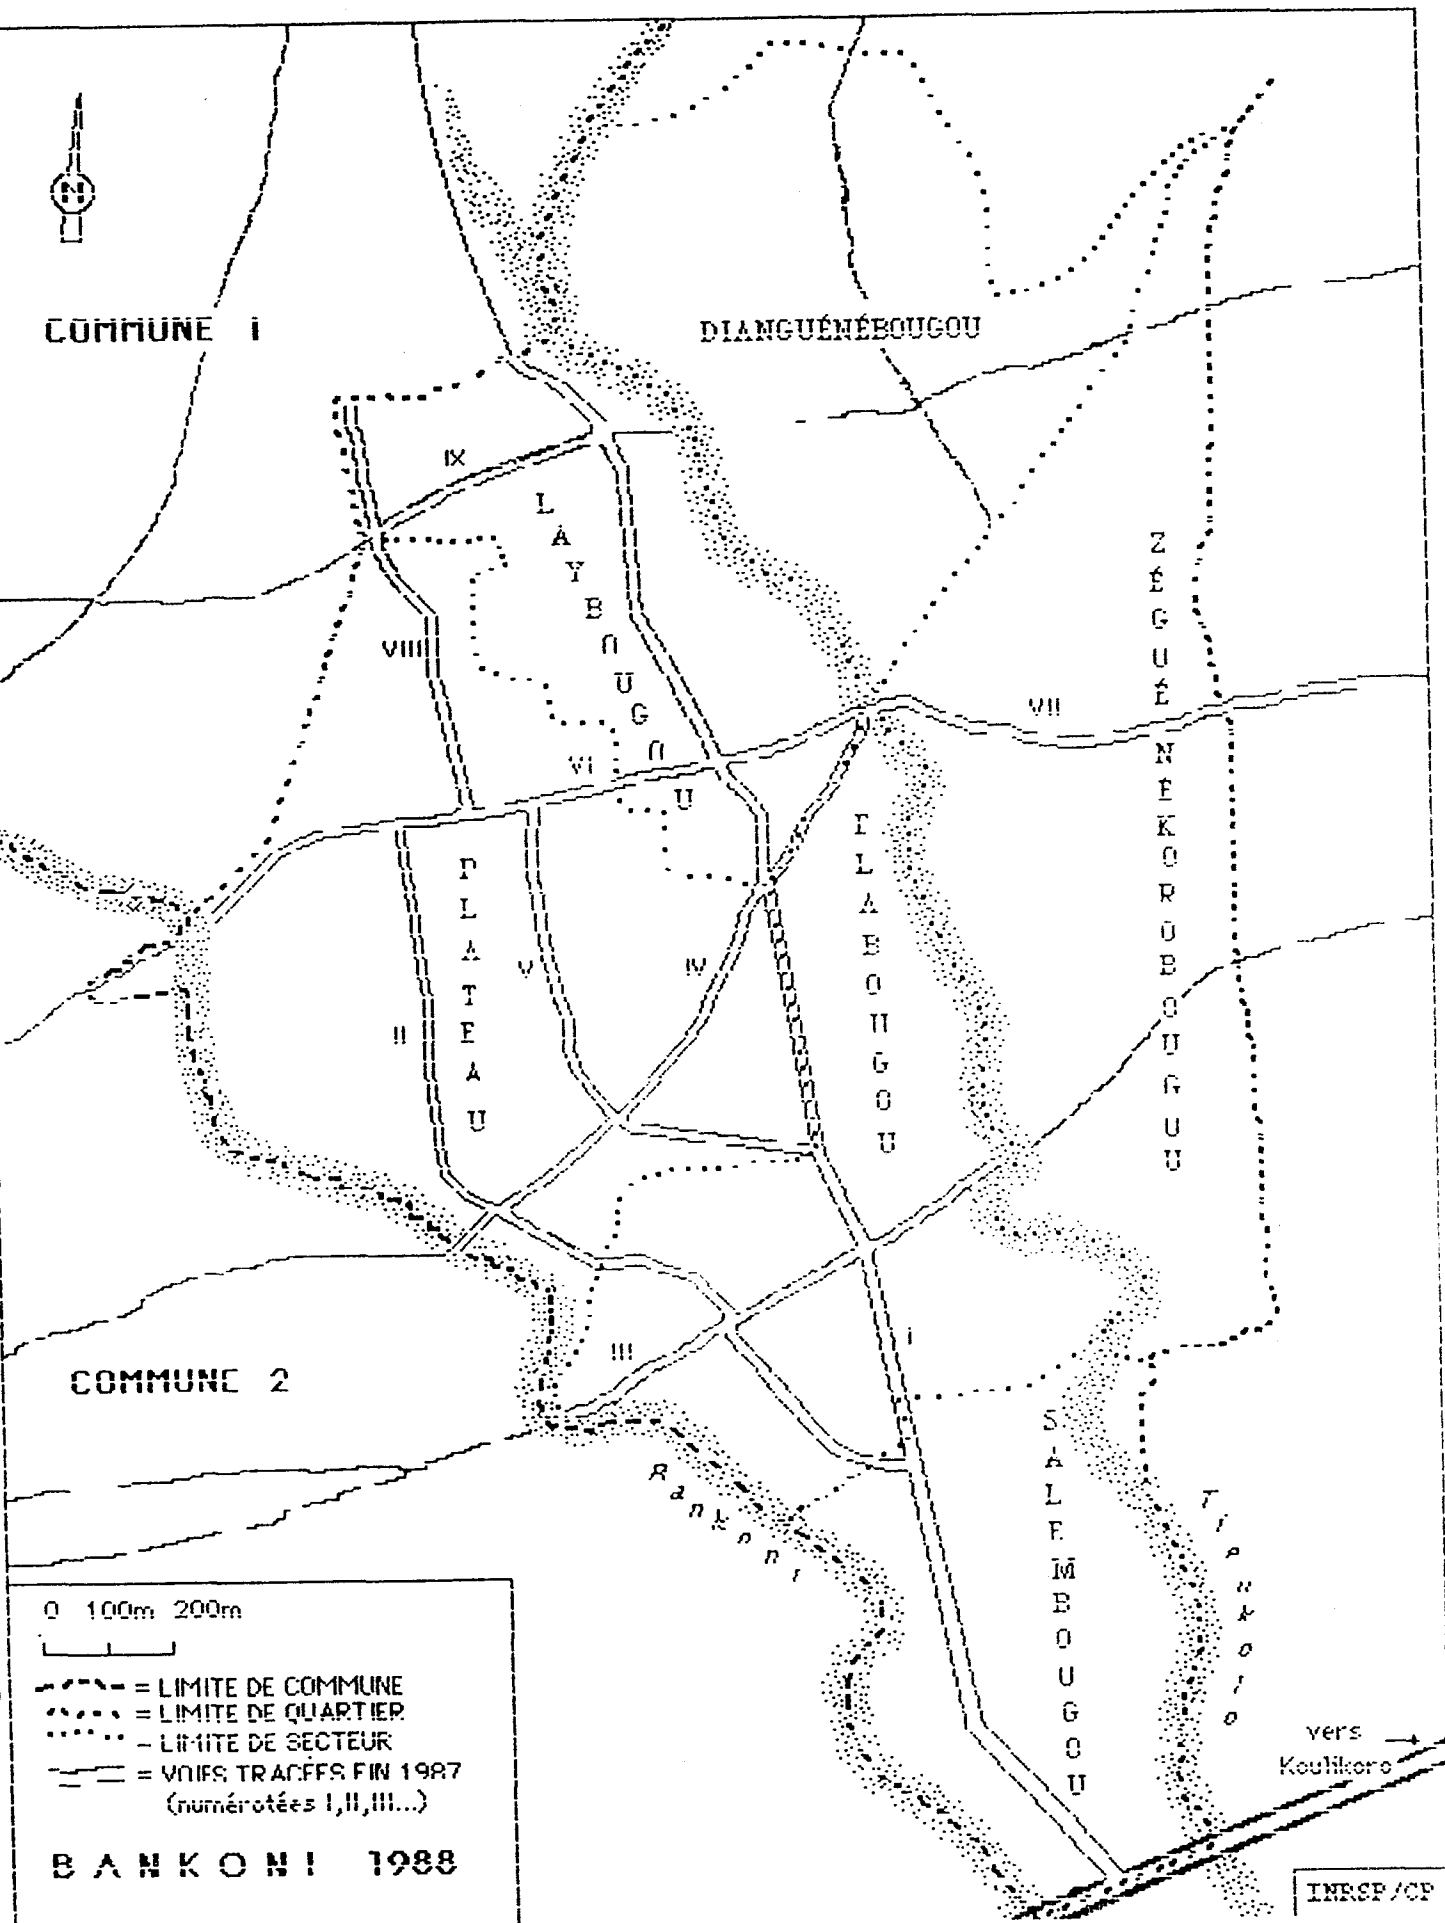 N
COMMUNE 1
DIANGUÉNÉBOUGOU
IX
LAYBOUGOU
ZÉGUÉNÉKOROBOUGOU
VIII
VII
VI
PLATEAU
FLABOUGOU
V
IV
II
I
III
COMMUNE 2
SALEMBOUGOU
Bankoni
Tienkolo
0 100m 200m
= LIMITE DE COMMUNE
= LIMITE DE QUARTIER
- LIMITE DE SECTEUR
= VOIES TRACÉES FIN 1987
(numérotées I,II,III...)
BANKONI 1988
vers
Koulikoro
INRSP/CP